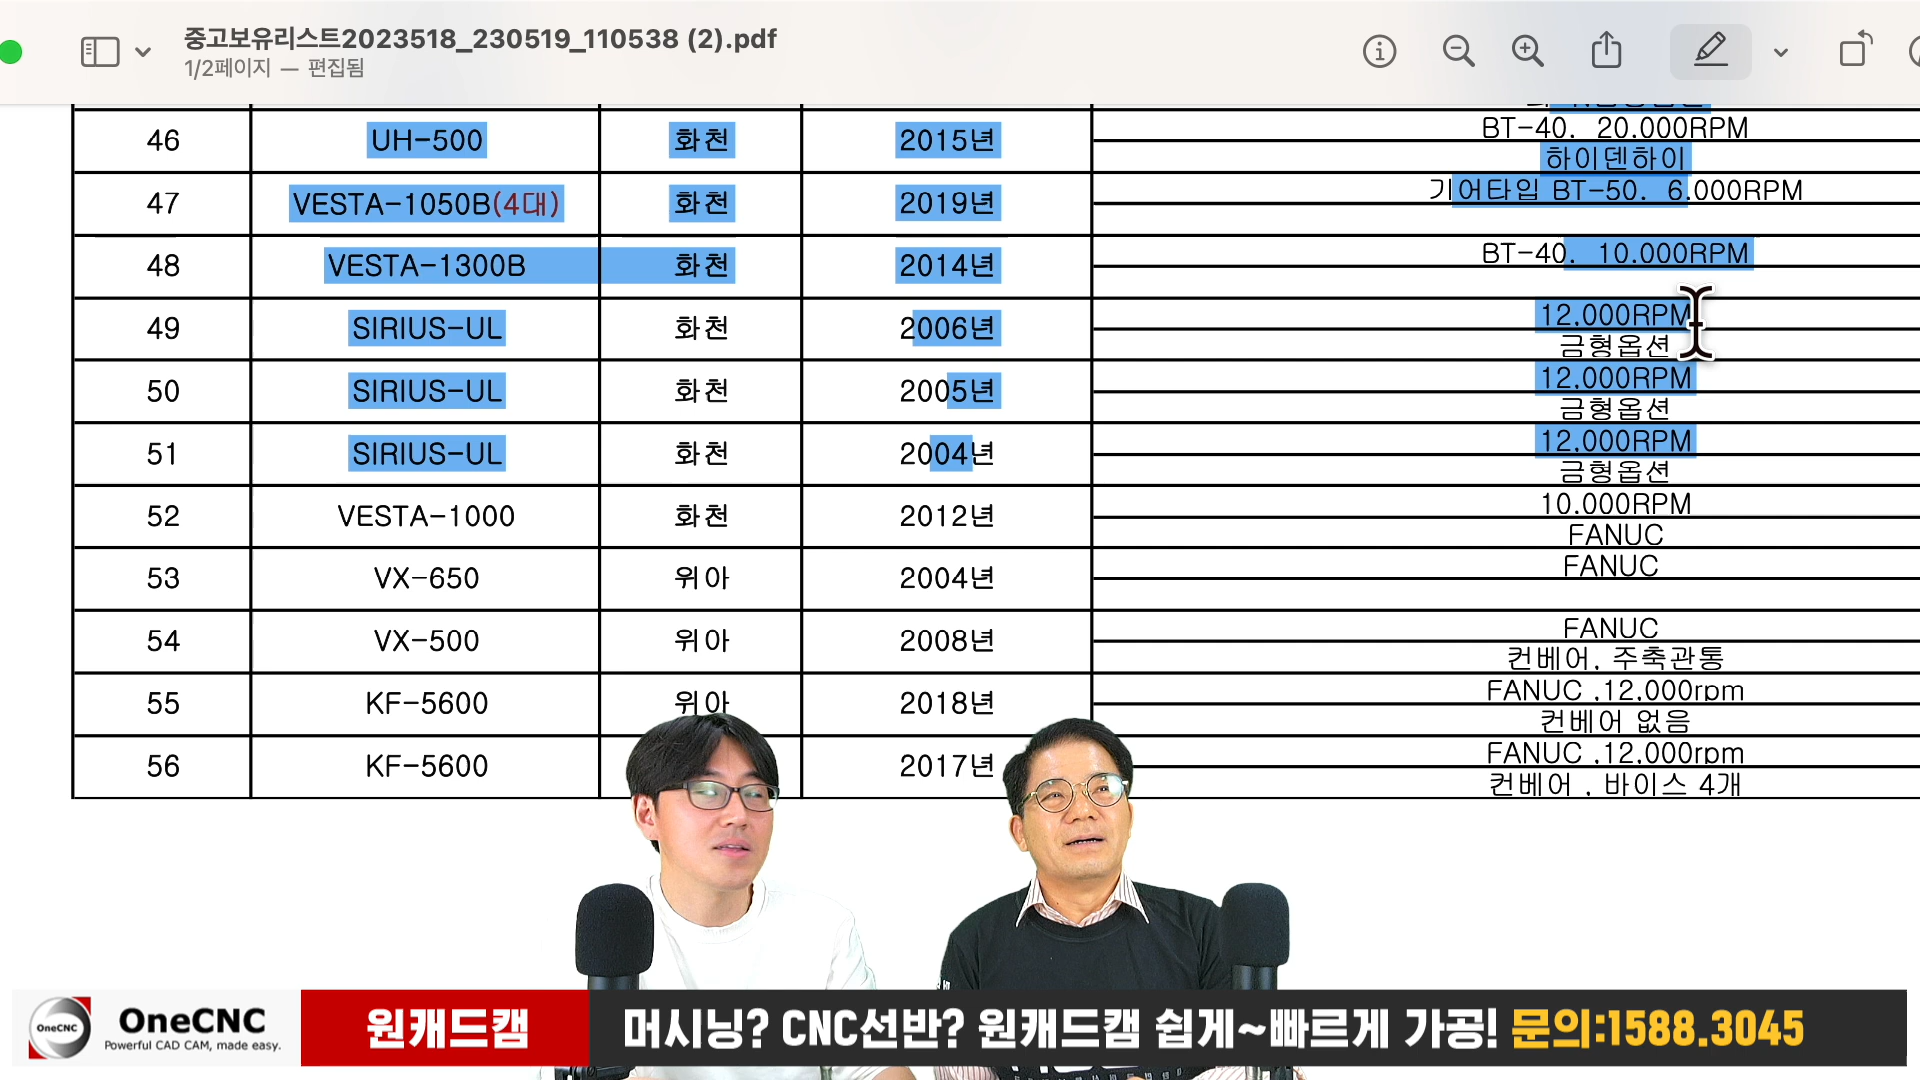 중고보유리스트2023518_230519_110538 (2).pdf
1/2페이지 — 편집됨
46 UH-500 화천 2015년 BT-40. 20.000RPM
하이덴하이
47 VESTA-1050B(4대) 화천 2019년 기어타입 BT-50. 6.000RPM
48 VESTA-1300B 화천 2014년 BT-40. 10.000RPM
49 SIRIUS-UL 화천 2006년 12.000RPM
금형옵션
50 SIRIUS-UL 화천 2005년 12.000RPM
금형옵션
51 SIRIUS-UL 화천 2004년 12.000RPM
금형옵션
52 VESTA-1000 화천 2012년 10.000RPM
FANUC
53 VX-650 위아 2004년 FANUC
54 VX-500 위아 2008년 FANUC
컨베어. 주축관통
55 KF-5600 위아 2018년 FANUC .12.000rpm
컨베어 없음
56 KF-5600 2017년 FANUC .12.000rpm
컨베어 . 바이스 4개
OneCNC OneCNC
Powerful CAD CAM, made easy.
원캐드캠
머시닝? CNC선반? 원캐드캠 쉽게~빠르게 가공! 문의:1588.3045